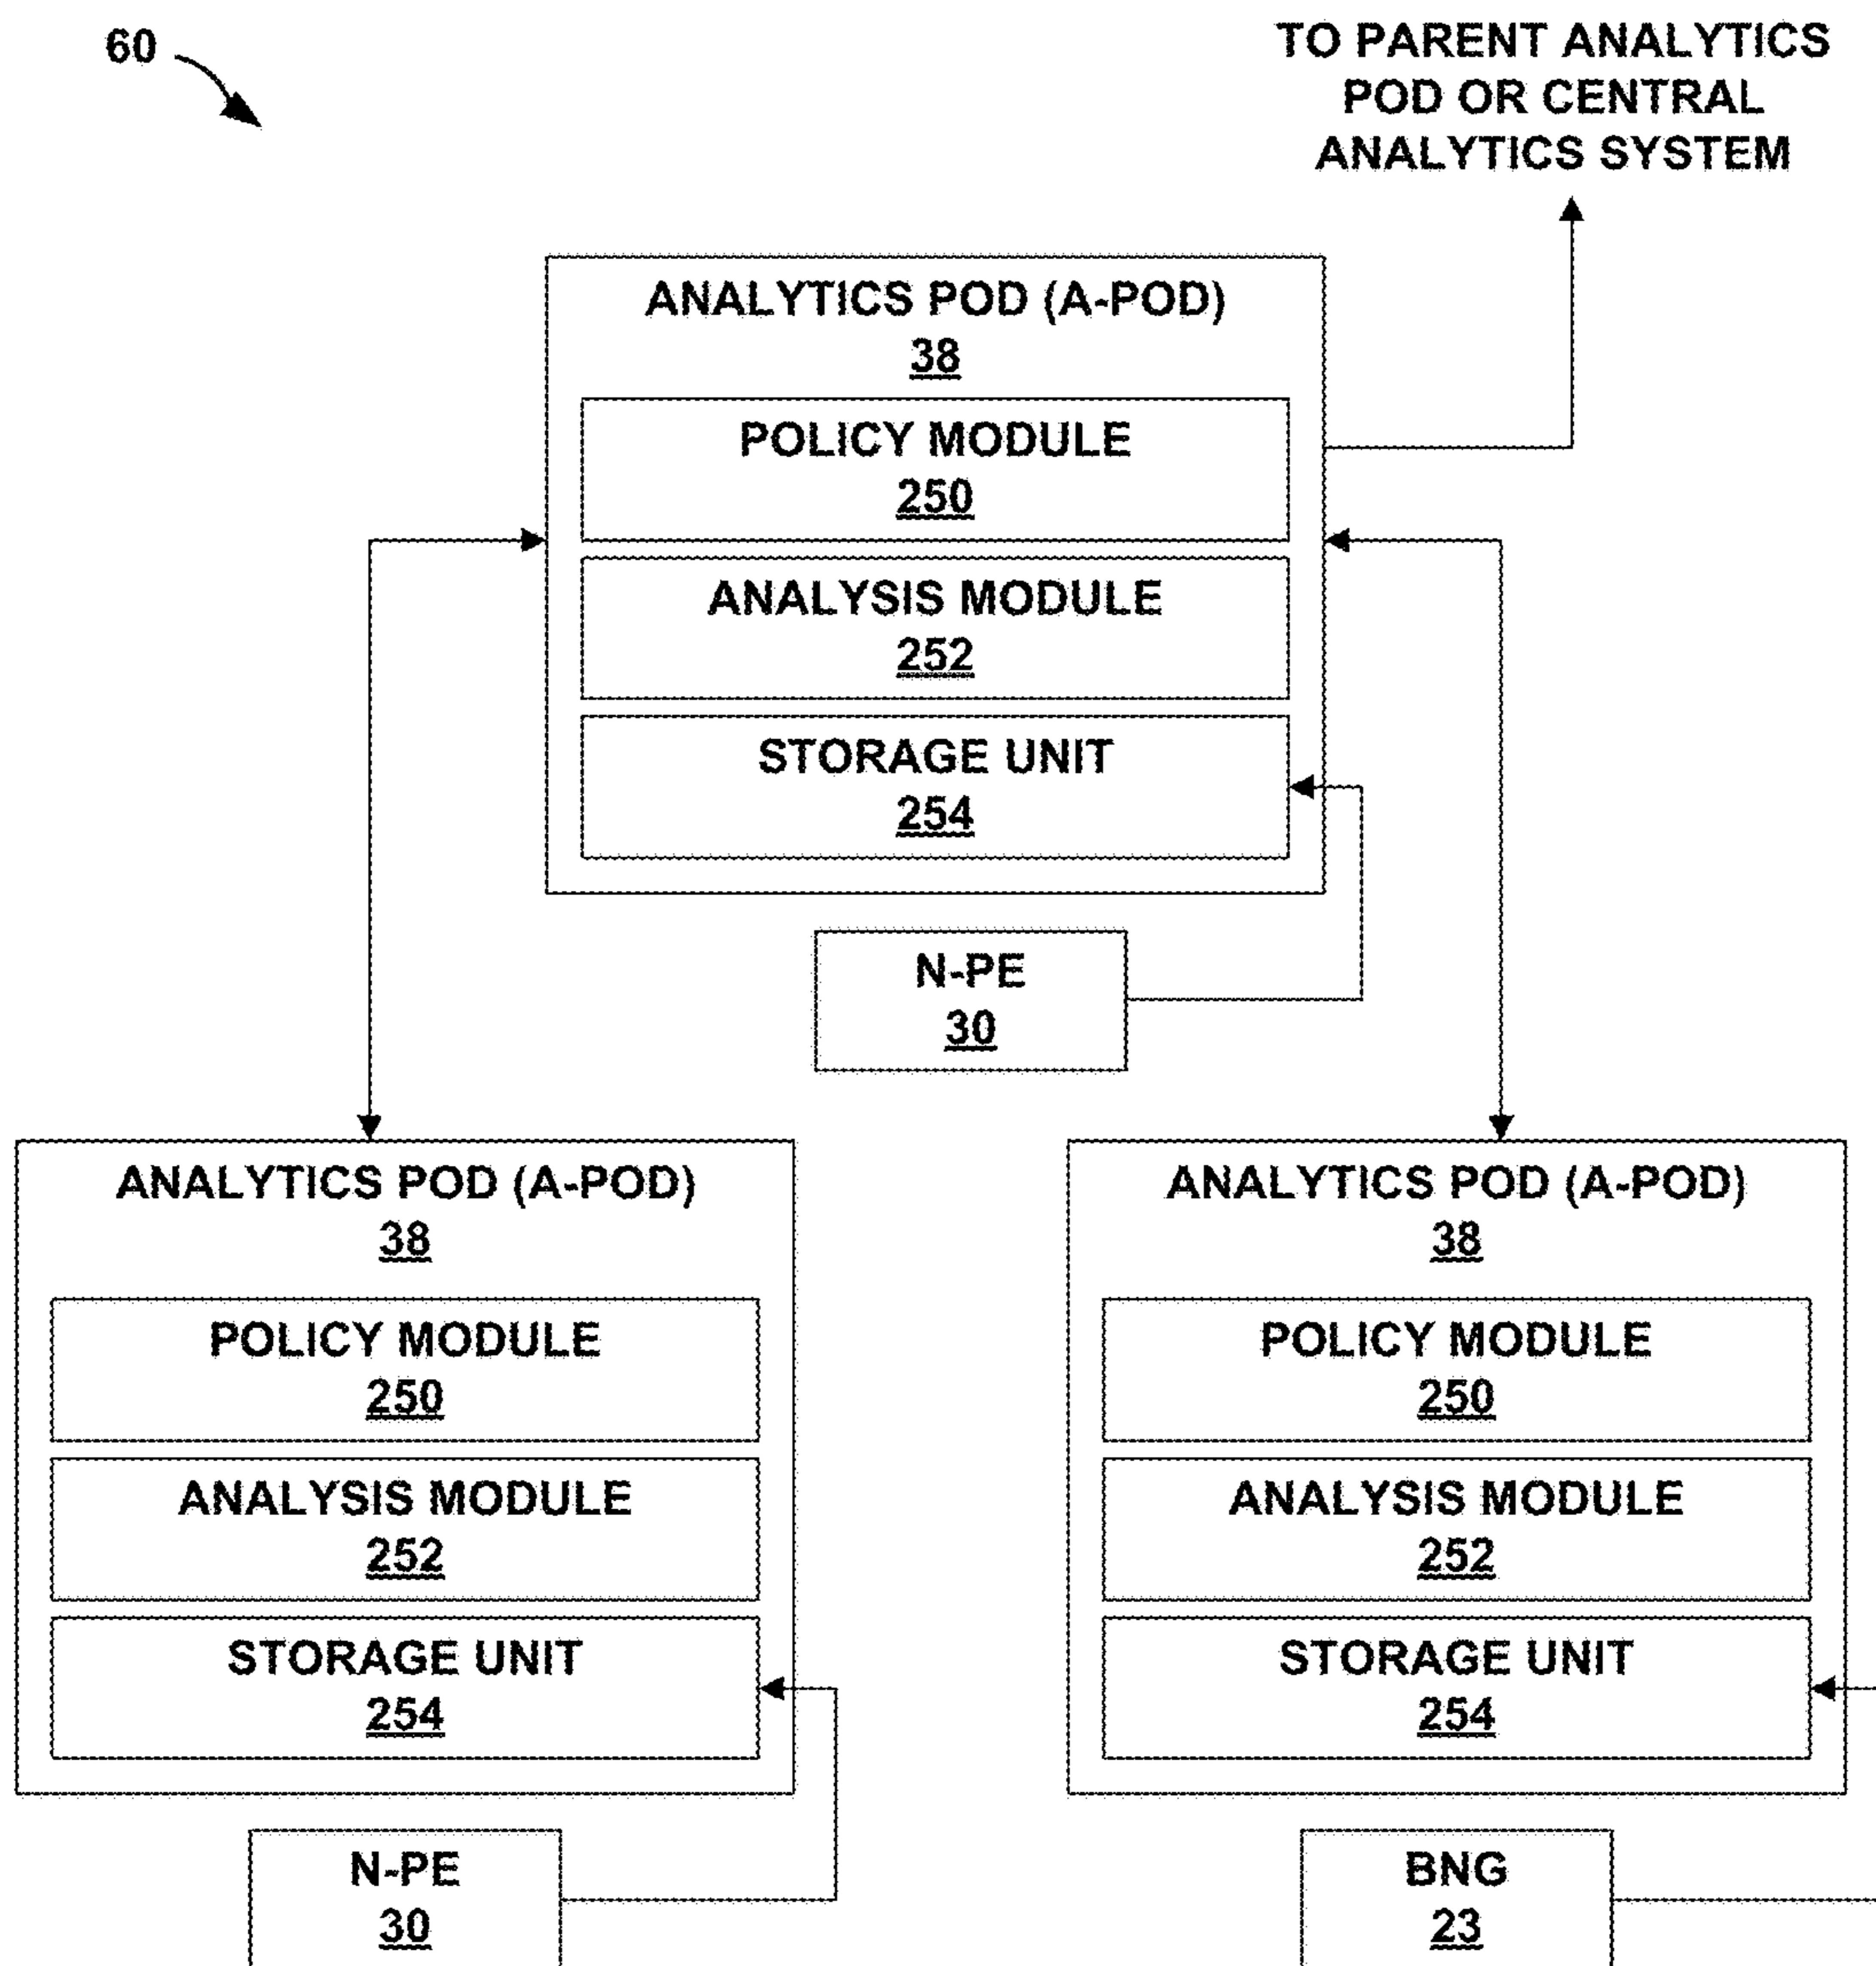 60
TO PARENT ANALYTICS
POD OR CENTRAL
ANALYTICS SYSTEM
ANALYTICS POD (A-POD)
38
POLICY MODULE
250
ANALYSIS MODULE
252
STORAGE UNIT
254
N-PE
30
ANALYTICS POD (A-POD)
38
POLICY MODULE
250
ANALYSIS MODULE
252
STORAGE UNIT
254
N-PE
30
ANALYTICS POD (A-POD)
38
POLICY MODULE
250
ANALYSIS MODULE
252
STORAGE UNIT
254
BNG
23